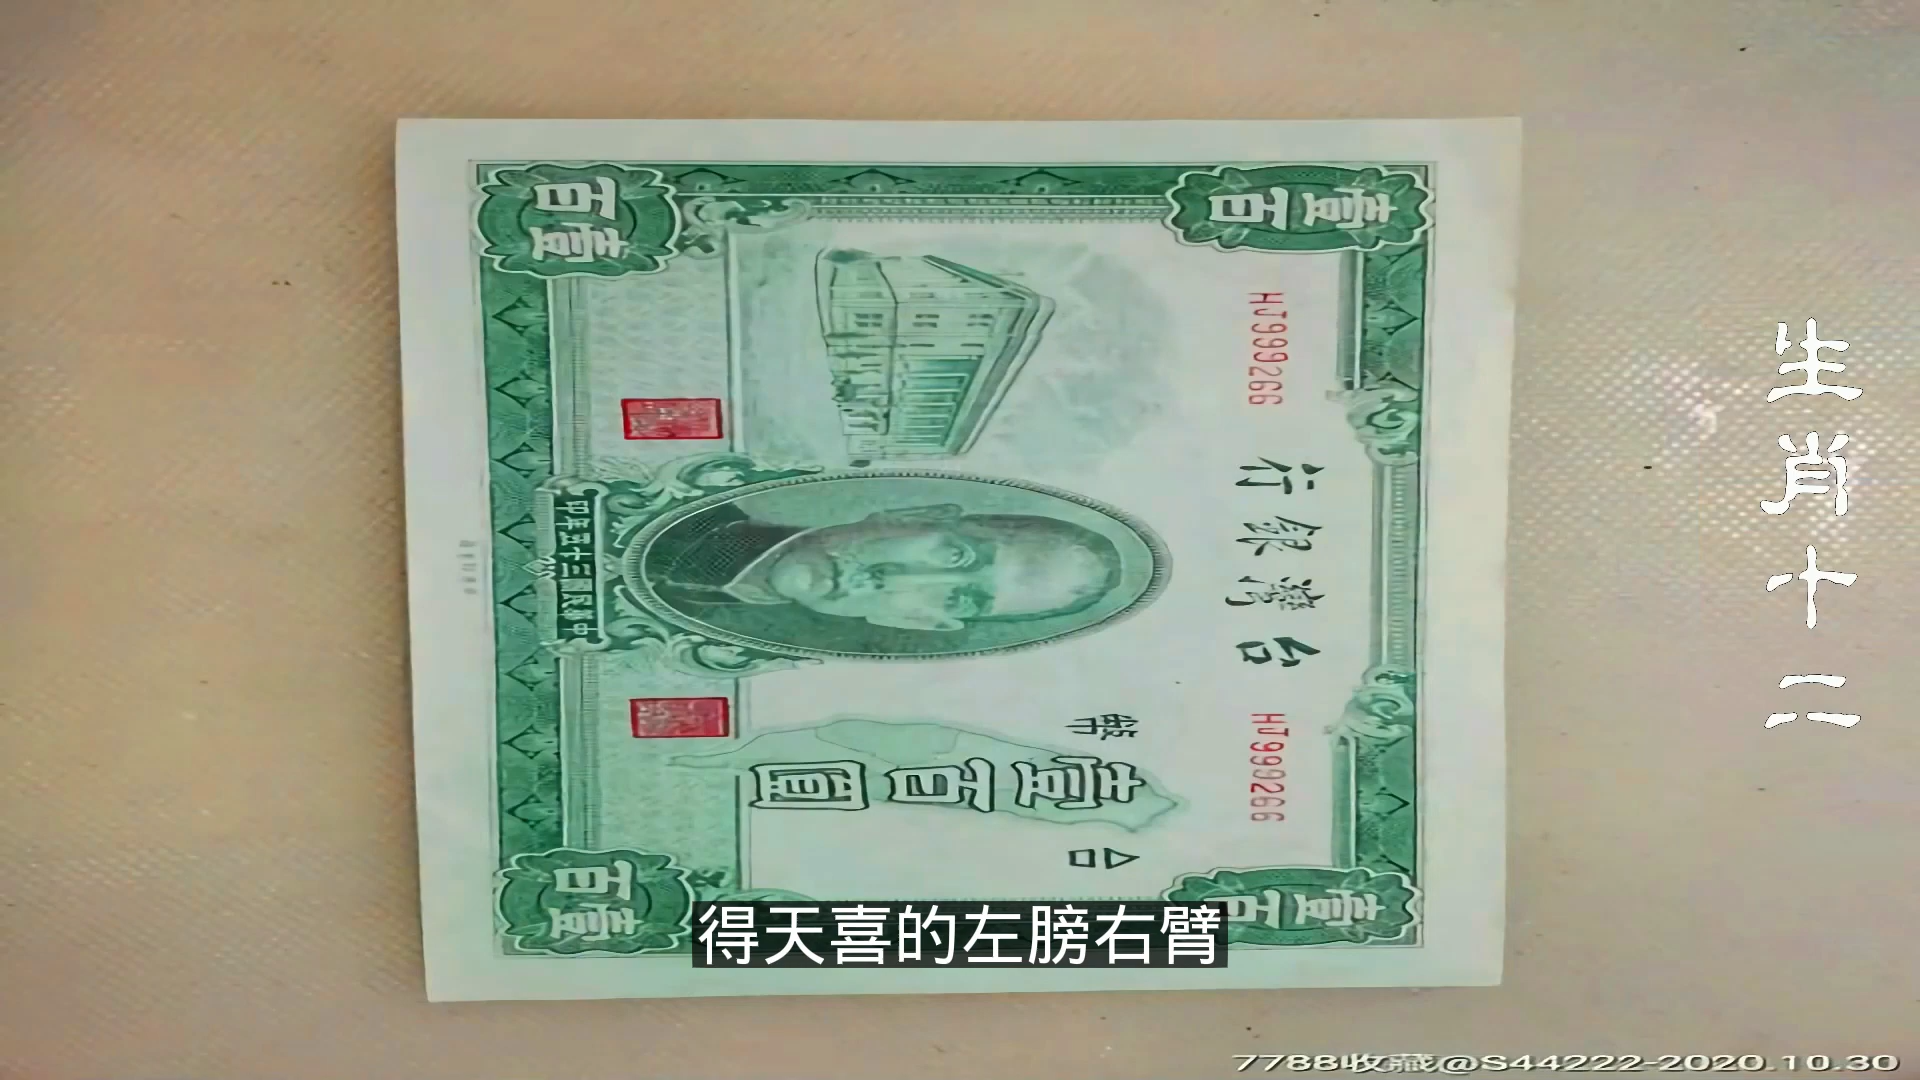 壹百
壹百
HJ999266
HJ999266
台灣銀行
台幣
壹百圓
中華民國三十五年印
壹百
壹百
生肖十二
得天喜的左膀右臂
7788收藏@S44222-2020.10.30